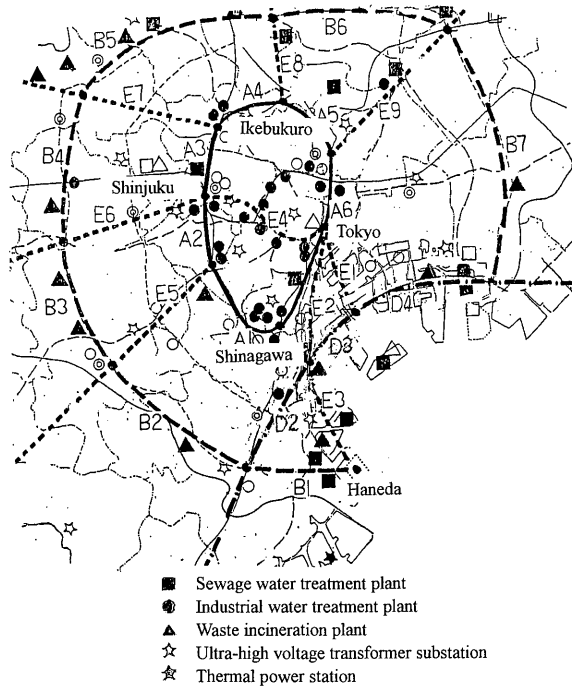 B5
B6
E8
E7
A4
A5
E9
Ikebukuro
B4
A3
B7
Shinjuku
E6
E4
A6
Tokyo
A2
E1
B3
E5
E2
D4
A1
Shinagawa
D3
E3
B2
D2
B1
Haneda
Sewage water treatment plant
Industrial water treatment plant
Waste incineration plant
Ultra-high voltage transformer substation
Thermal power station